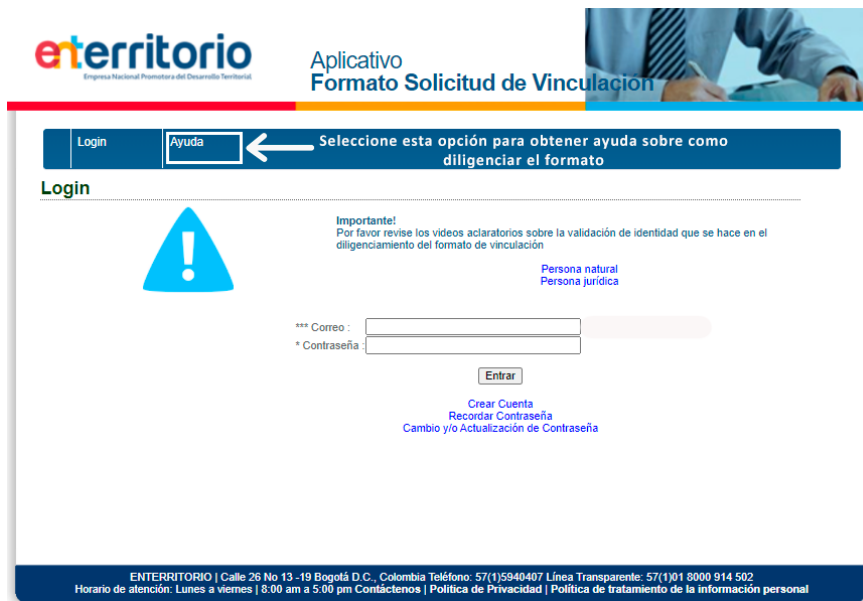 enterritorio
Empresa Nacional Promotora del Desarrollo Territorial
Aplicativo
Formato Solicitud de Vinculación
Login
Ayuda
Seleccione esta opción para obtener ayuda sobre como
diligenciar el formato
Login
Importante!
Por favor revise los videos aclaratorios sobre la validación de identidad que se hace en el
diligenciamiento del formato de vinculación
Persona natural
Persona jurídica
*** Correo :
* Contraseña :
Entrar
Crear Cuenta
Recordar Contraseña
Cambio y/o Actualización de Contraseña
ENTERRITORIO | Calle 26 No 13 -19 Bogotá D.C., Colombia Teléfono: 57(1)5940407 Línea Transparente: 57(1)01 8000 914 502
Horario de atención: Lunes a viernes | 8:00 am a 5:00 pm Contáctenos | Politica de Privacidad | Política de tratamiento de la información personal